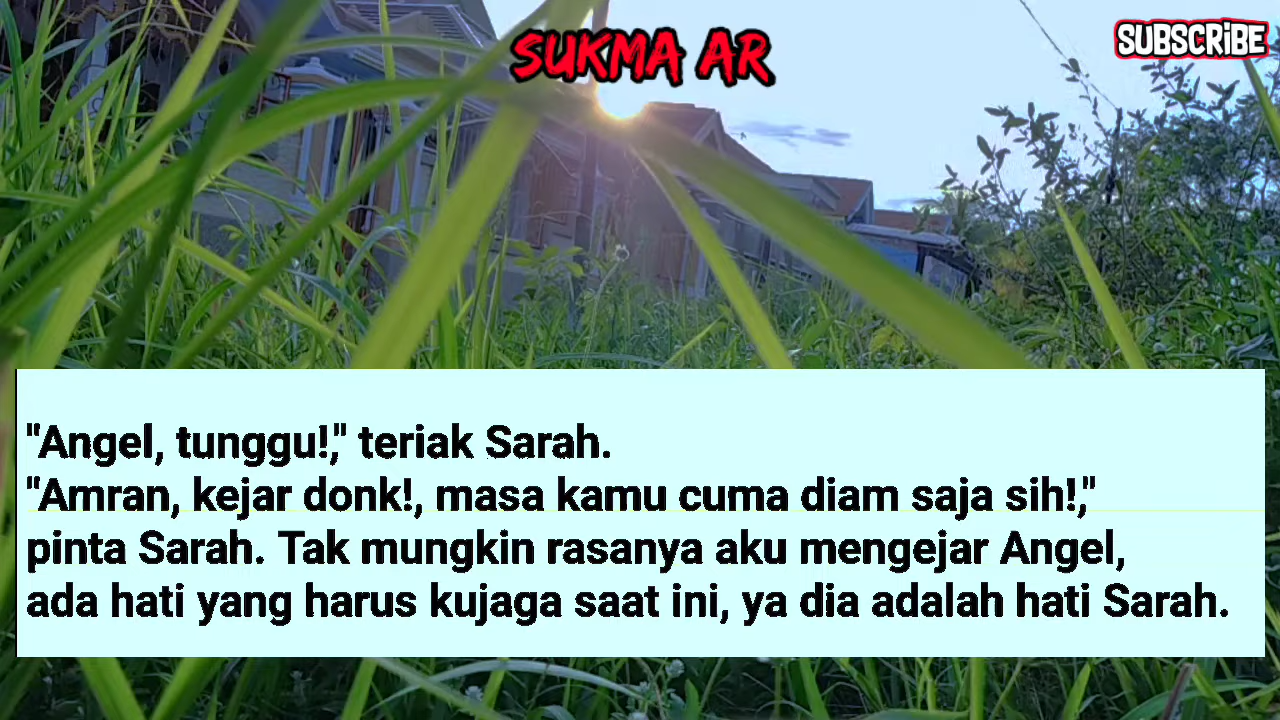 SUKMA AR
SUBSCRiBE
"Angel, tunggu!," teriak Sarah.
"Amran, kejar donk!, masa kamu cuma diam saja sih!,"
pinta Sarah. Tak mungkin rasanya aku mengejar Angel,
ada hati yang harus kujaga saat ini, ya dia adalah hati Sarah.